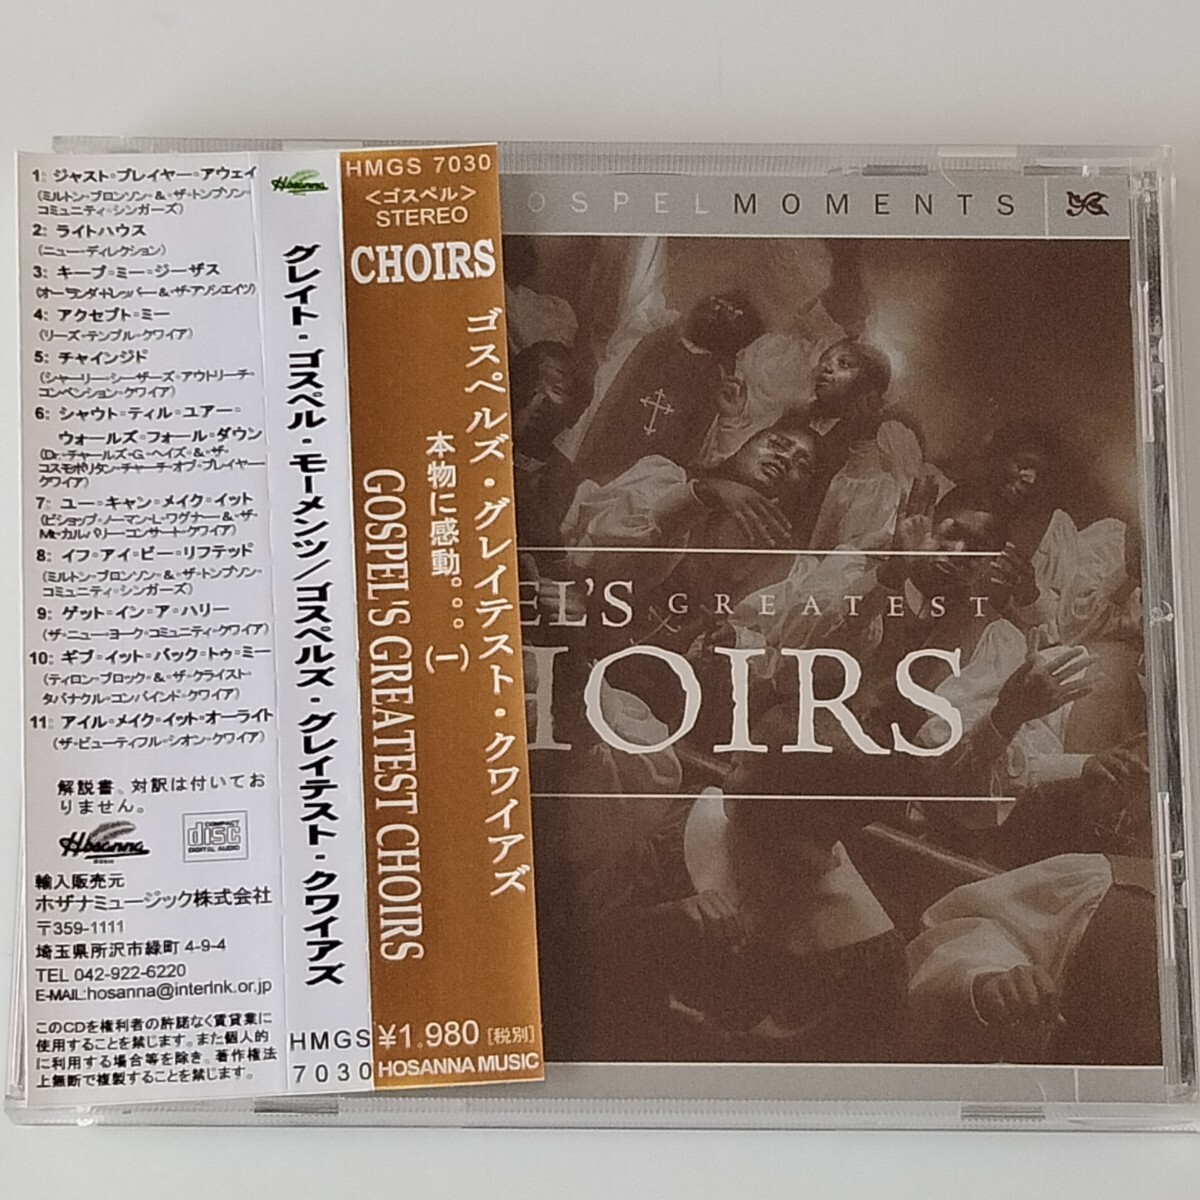 1: ジャスト・プレイヤー・アウェイ
(ミルトン・ブロンソン・&・ザ・トンプソン・
コミュニティ・シンガーズ)
2: ライトハウス
(ニュー・ディレクション)
3: キープ・ミー・ジーザス
(オーランダ・ドレッパー&・ザ・アソシエイツ)
4: アクセプト・ミー
(リーズ・テンプル・クワイア)
5: チャインジド
(シャーリー・シーザーズ・アウトリーチ・
コンベンション・クワイア)
6: シャウト・ティル・ユアー・
ウォールズ・フォール・ダウン
(Dr.チャールズ・G.ヘイズ・&・ザ・
コスモポリタン・チャーチ・オブ・プレイヤー・
クワイア)
7: ユー・キャン・メイク・イット
(ビショップ・ノーマン・L・ワグナー・&・ザ・
Mt・カルバリー・コンサート・クワイア)
8: イフ・アイ・ビー・リフテッド
(ミルトン・ブロンソン・&・ザ・トンプソン・
コミュニティ・シンガーズ)
9: ゲット・イン・ア・ハリー
(ザ・ニュー・ヨーク・コミュニティ・クワイア)
10: ギブ・イット・バック・トゥ・ミー
(ティロン・ブロック・&・ザ・クライスト・
タバナクル・コンバインド・クワイア)
11: アイル・メイク・イット・オーライト
(ザ・ビューティフル・シオン・クワイア)
解説書、対訳は付いてお
りません。
Hosanna
COMPACT
disc
DIGITAL AUDIO
輸入販売元
ホザナミュージック株式会社
〒359-1111
埼玉県所沢市緑町 4-9-4
TEL 042-922-6220
E-MAIL:hosanna@interlnk.or.jp
このCDを権利者の許諾なく賃貸業に
使用することを禁じます。また個人的
に利用する場合等を除き、著作権法
上無断で複製することを禁じます。
Hosanna
グレイト・ゴスペル・モーメンツ/ゴスペルズ・グレイテスト・クワイアズ
HMGS
7030
HMGS 7030
<ゴスペル>
STEREO
CHOIRS
ゴスペルズ・グレイテスト・クワイアズ
本物に感動。。。(一)
GOSPEL'S GREATEST CHOIRS
¥1.980 [税別]
HOSANNA MUSIC
OSPELMOMENTS
EL'S GREATEST
HOIRS